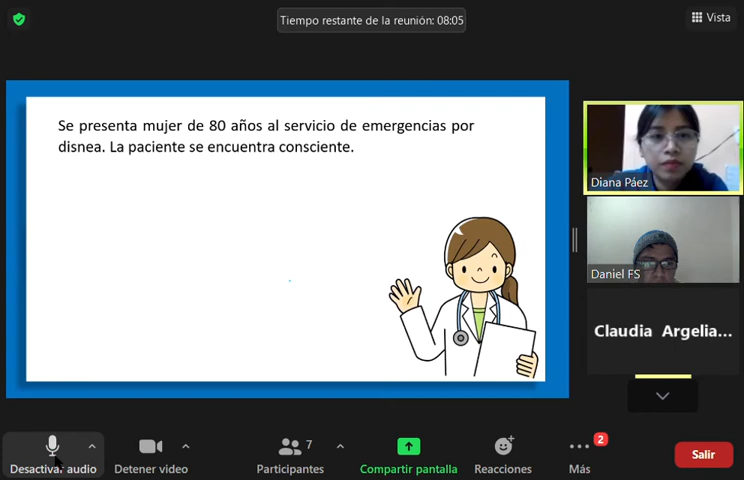 Tiempo restante de la reunión: 08:05
Vista
Se presenta mujer de 80 años al servicio de emergencias por
disnea. La paciente se encuentra consciente.
Diana Páez
Daniel FS
Claudia Argelia...
Desactivar audio
Detener video
7
Participantes
Compartir pantalla
Reacciones
2
Más
Salir